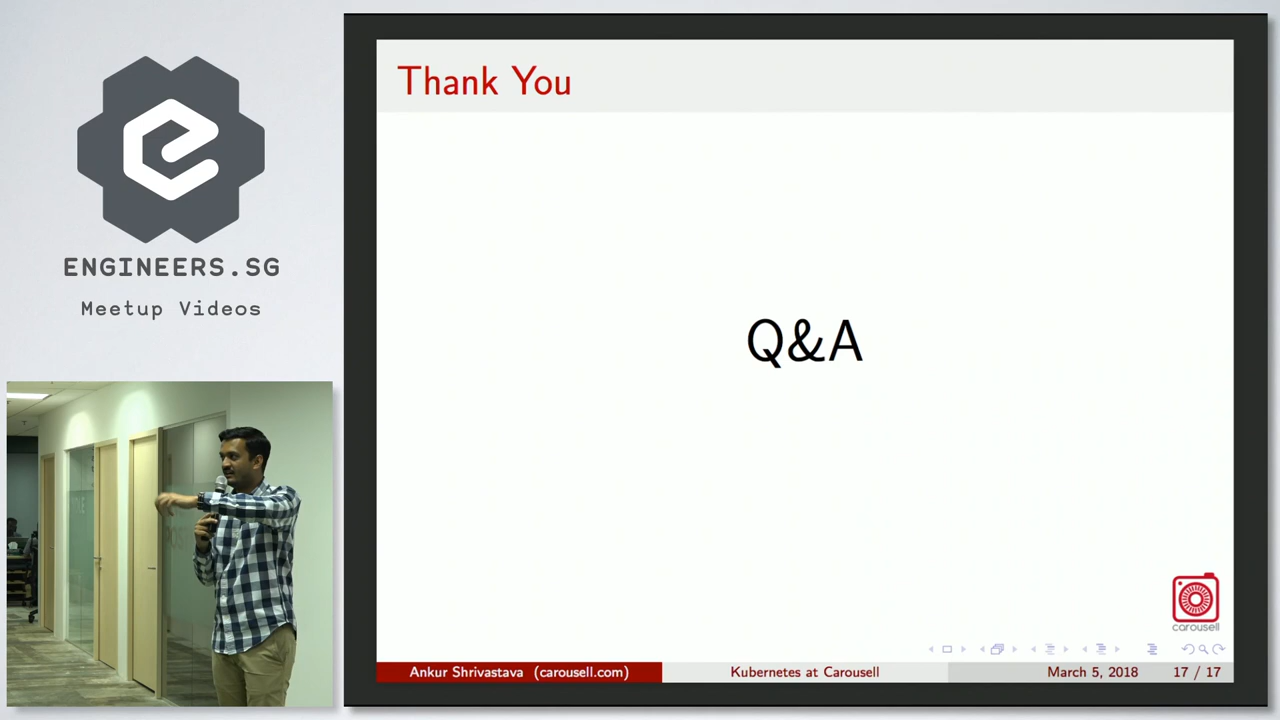 ENGINEERS.SG
Meetup Videos
Thank You
Q&A
carousell
Ankur Shrivastava (carousell.com)
Kubernetes at Carousell
March 5, 2018
17 / 17